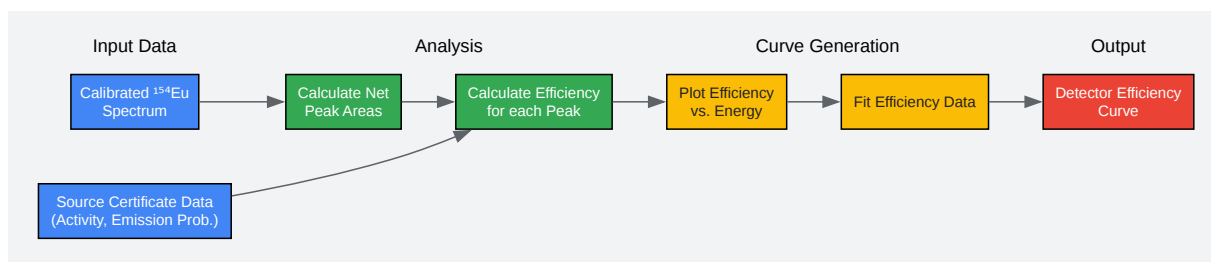 Input Data
Analysis
Curve Generation
Output
Calibrated ¹⁵⁴Eu
Spectrum
Calculate Net
Peak Areas
Calculate Efficiency
for each Peak
Plot Efficiency
vs. Energy
Fit Efficiency Data
Detector Efficiency
Curve
Source Certificate Data
(Activity, Emission Prob.)